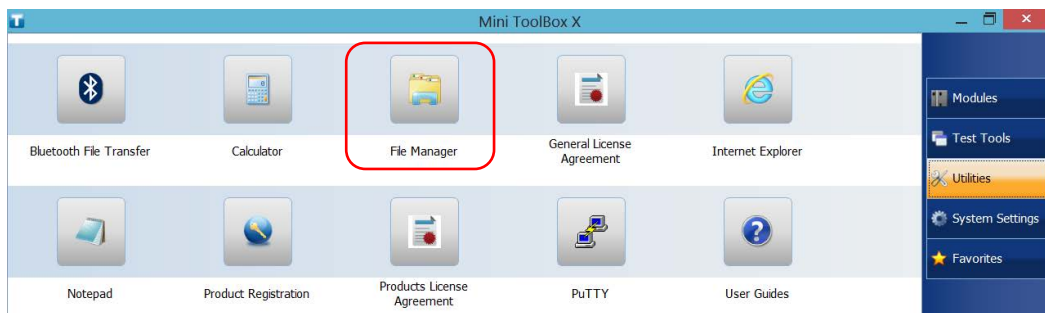 Mini ToolBox X
Modules
Test Tools
Utilities
System Settings
Favorites
Bluetooth File Transfer
Calculator
File Manager
General License
Agreement
Internet Explorer
Notepad
Product Registration
Products License
Agreement
PuTTY
User Guides